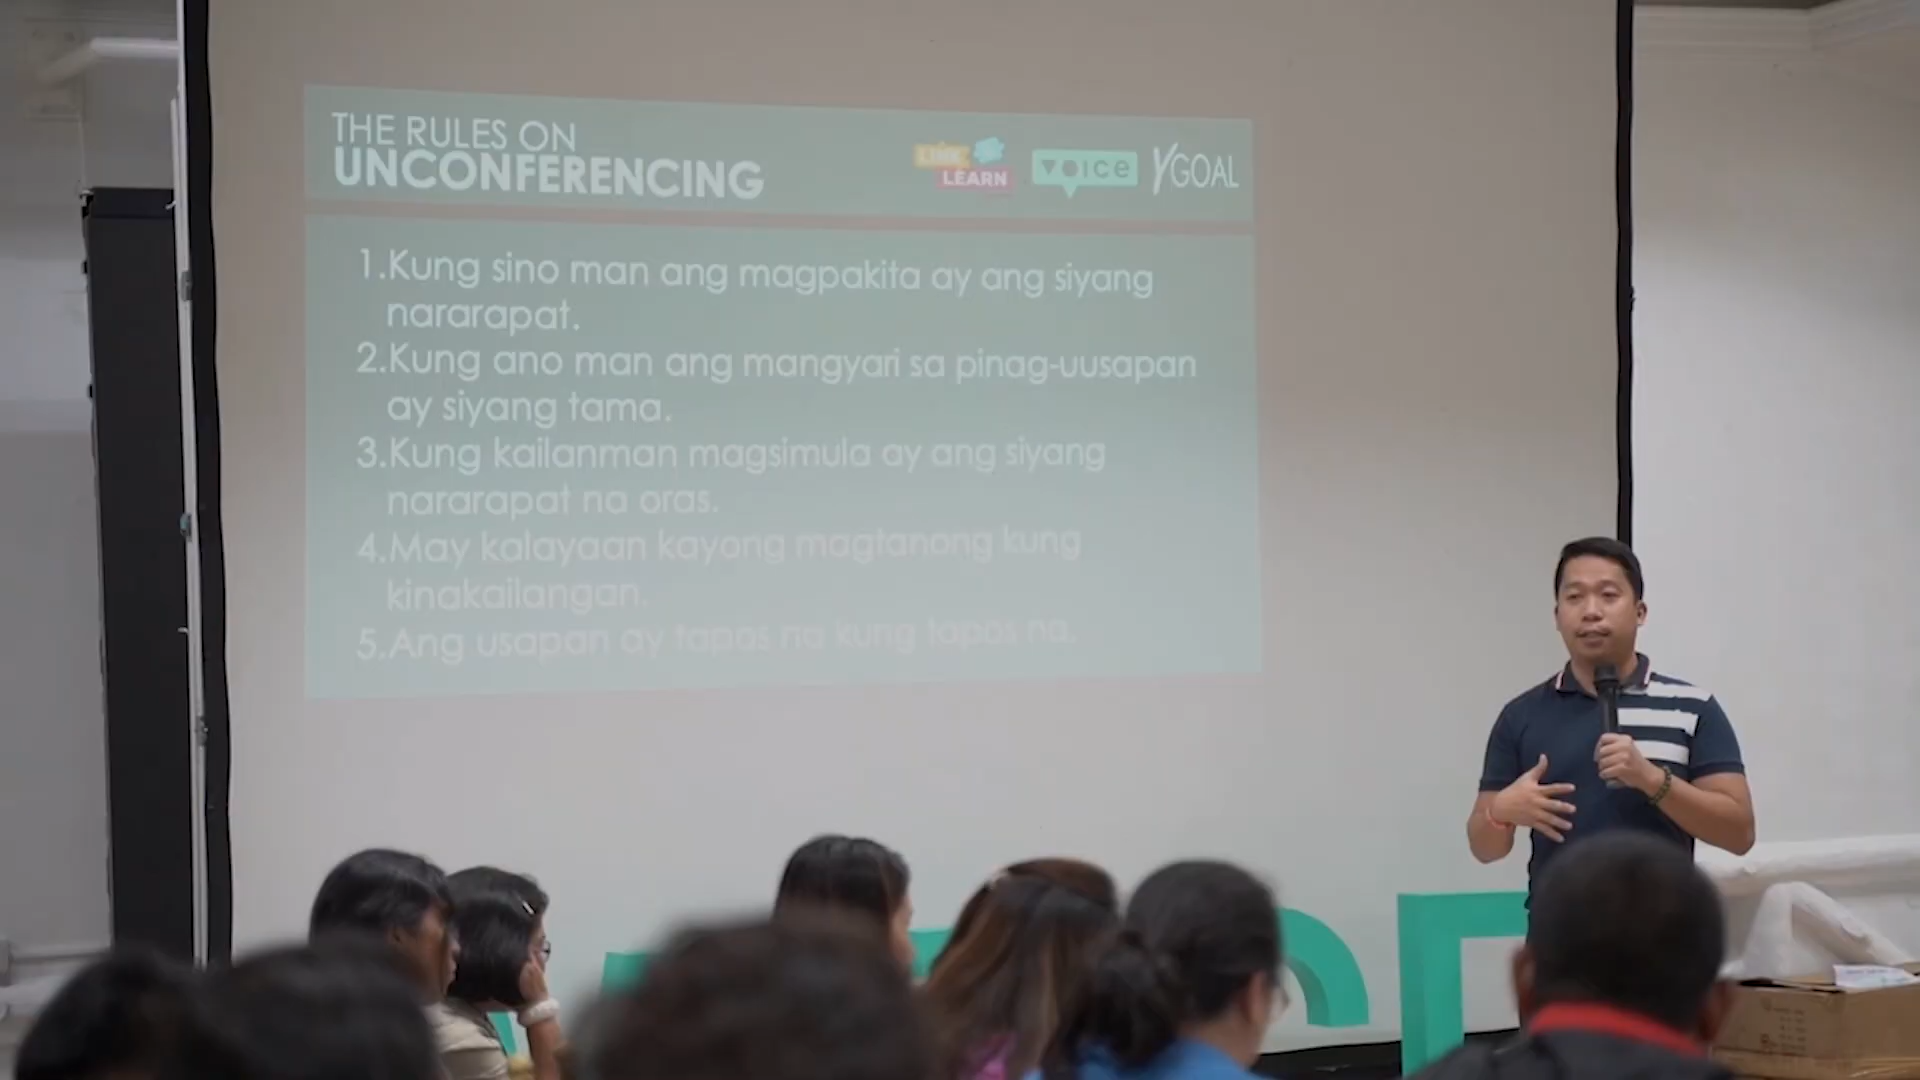 THE RULES ON
UNCONFERENCING
LINK
LEARN
VOICE
YGOAL
1.Kung sino man ang magpakita ay ang siyang
nararapat.
2.Kung ano man ang mangyari sa pinag-uusapan
ay siyang tama.
3.Kung kailanman magsimula ay ang siyang
nararapat na oras.
4.May kalayaan kayong magtanong kung
kinakailangan.
5.Ang usapan ay tapos na kung tapos na.